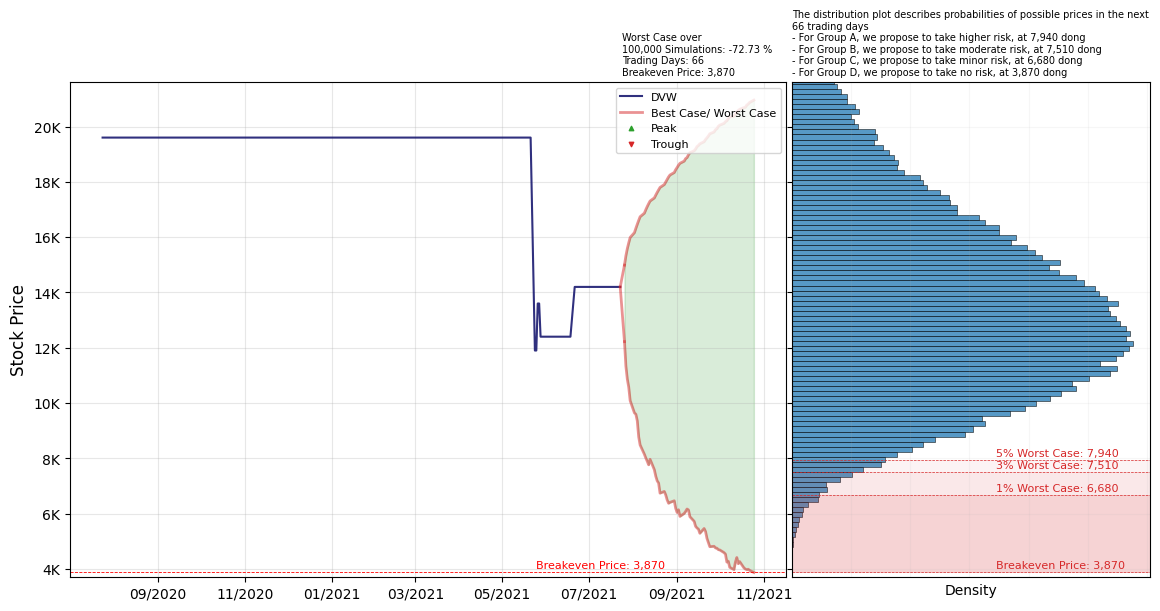 The distribution plot describes probabilities of possible prices in the next
66 trading days
- For Group A, we propose to take higher risk, at 7,940 dong
- For Group B, we propose to take moderate risk, at 7,510 dong
- For Group C, we propose to take minor risk, at 6,680 dong
- For Group D, we propose to take no risk, at 3,870 dong
Worst Case over
100,000 Simulations: -72.73 %
Trading Days: 66
Breakeven Price: 3,870
DVW
Best Case/ Worst Case
Peak
Trough
Stock Price
20K
18K
16K
14K
12K
10K
8K
6K
4K
Breakeven Price: 3,870
09/2020
11/2020
01/2021
03/2021
05/2021
07/2021
09/2021
11/2021
5% Worst Case: 7,940
3% Worst Case: 7,510
1% Worst Case: 6,680
Breakeven Price: 3,870
Density